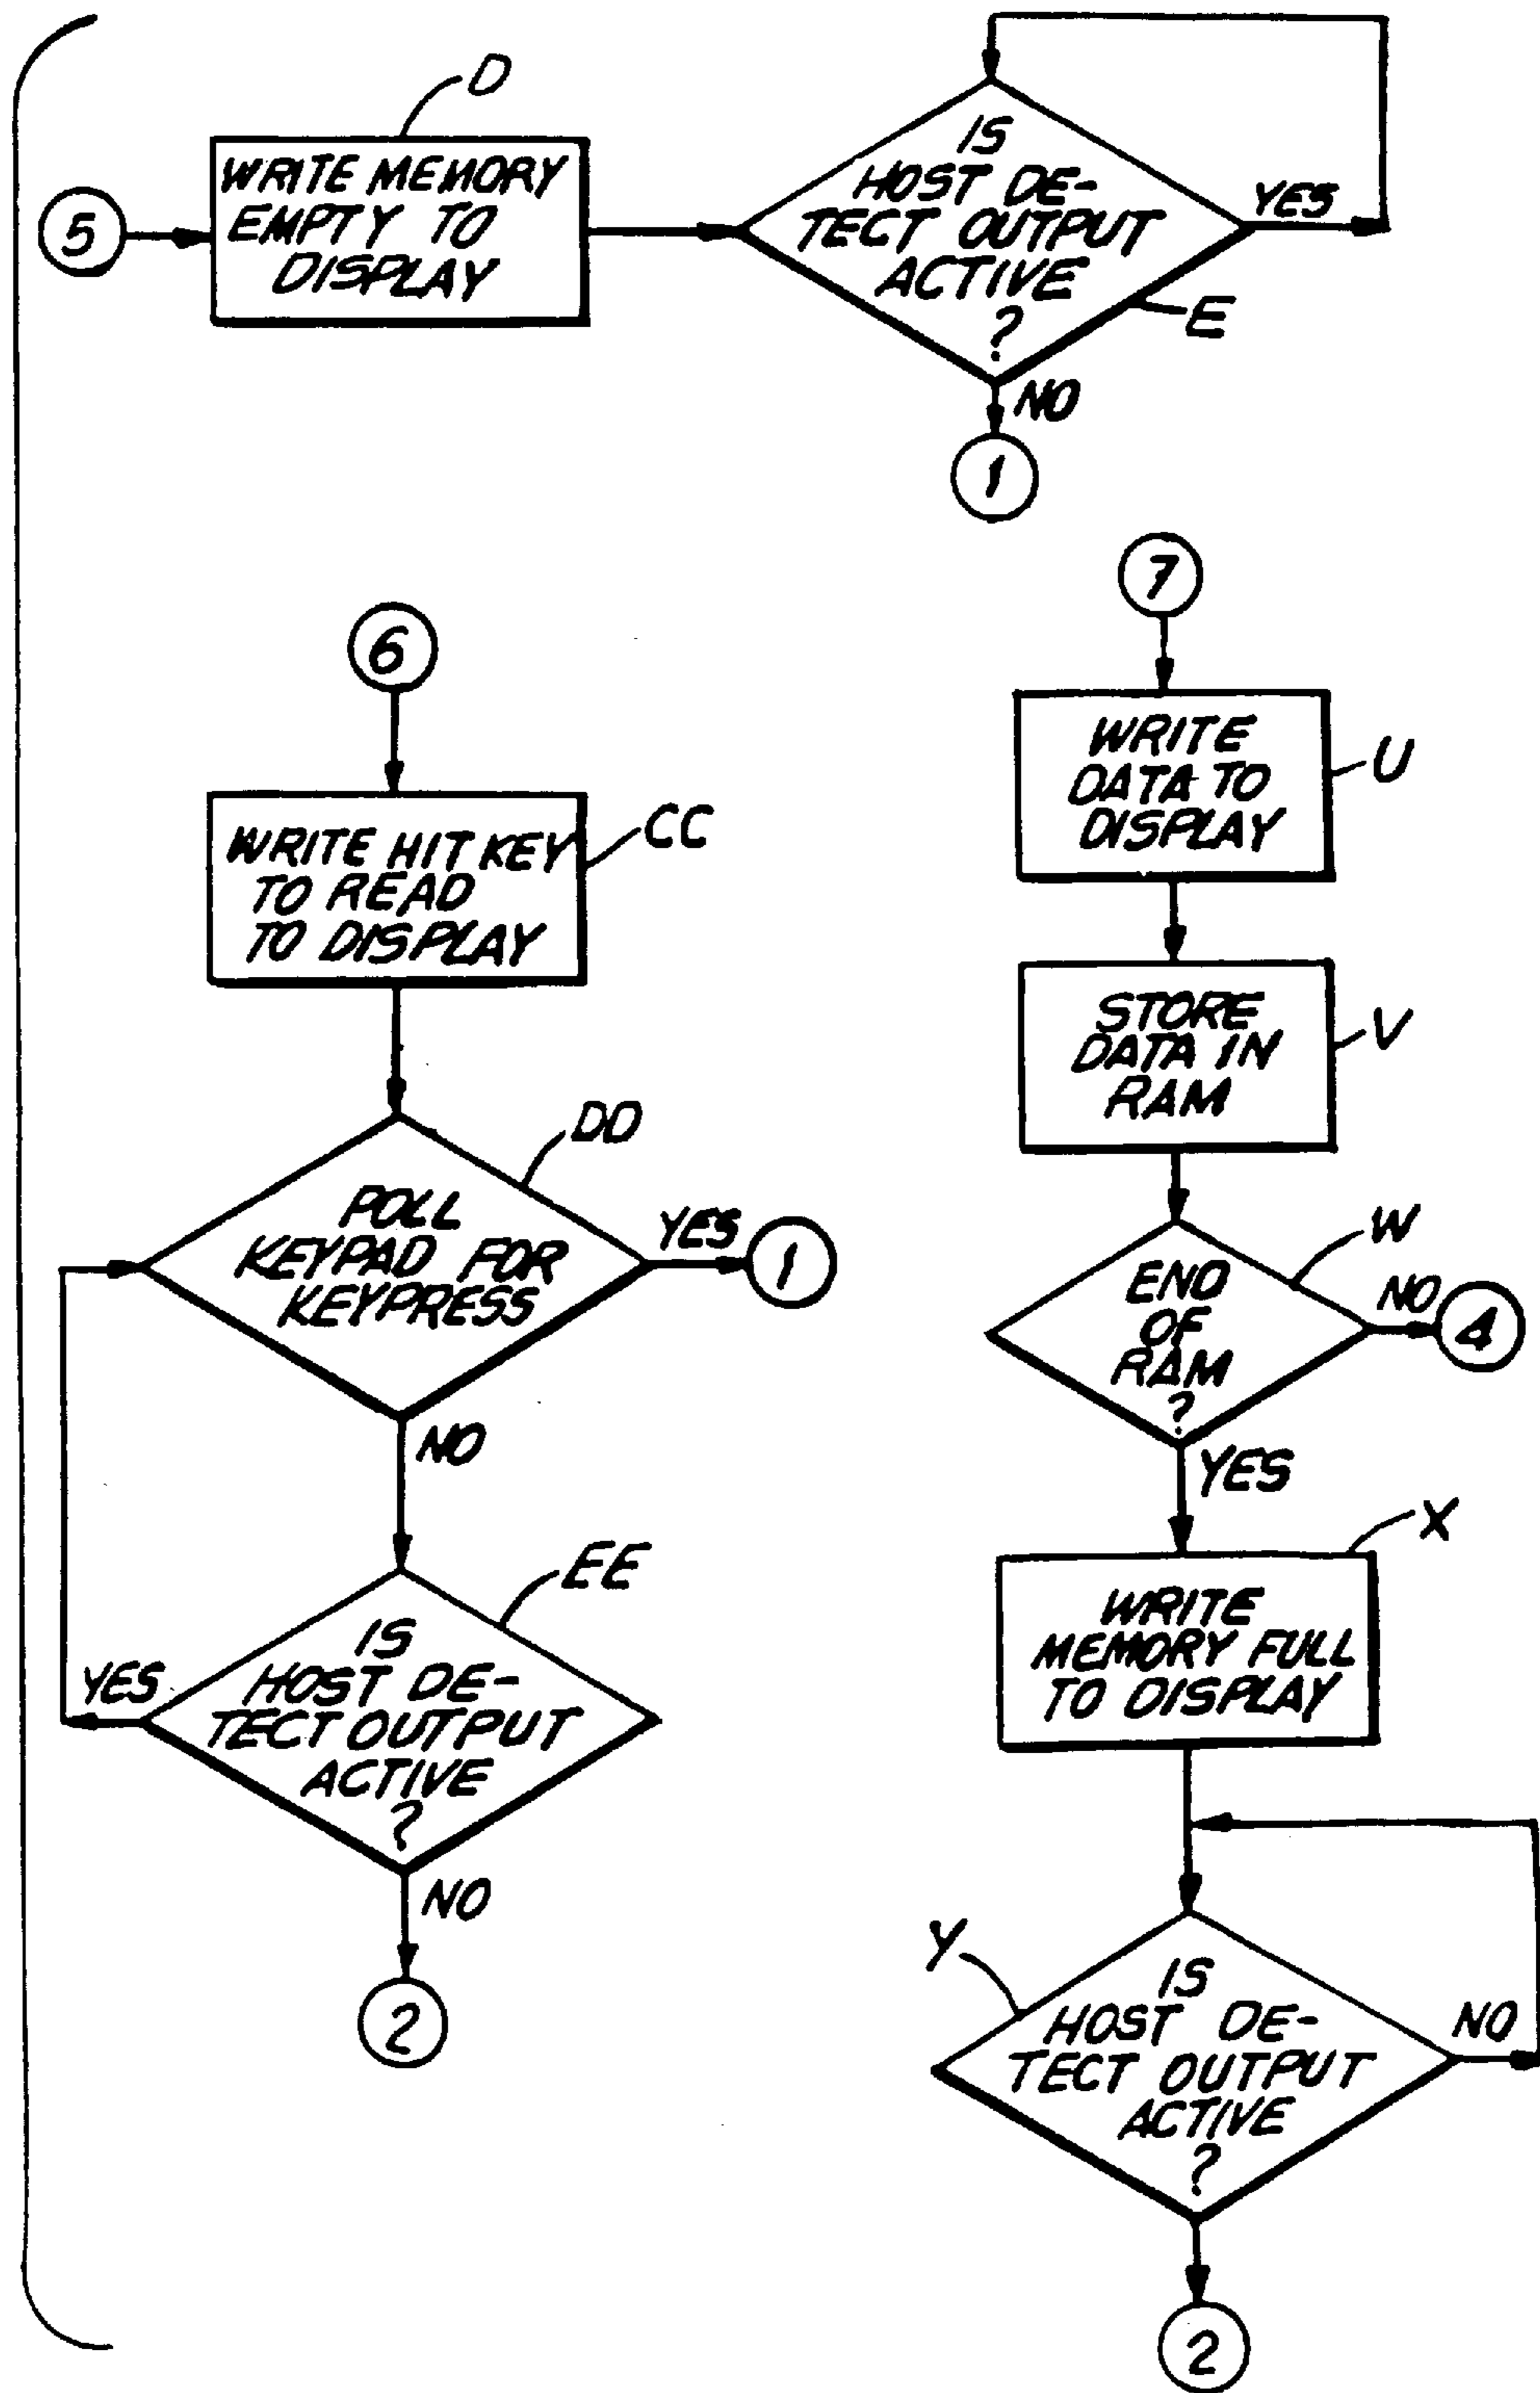 D
5
WRITE MEMORY
EMPTY TO
DISPLAY
IS
HOST DE-
TECT OUTPUT
ACTIVE
?
YES
E
NO
1
6
WRITE HIT KEY
TO READ
TO DISPLAY
CC
POLL
KEYPAD FOR
KEYPRESS
DD
YES
1
NO
IS
HOST DE-
TECT OUTPUT
ACTIVE
?
EE
YES
NO
2
7
WRITE
DATA TO
DISPLAY
U
STORE
DATA IN
RAM
V
END
OF
RAM
?
W
NO
4
YES
X
WRITE
MEMORY FULL
TO DISPLAY
Y
IS
HOST DE-
TECT OUTPUT
ACTIVE
?
NO
2